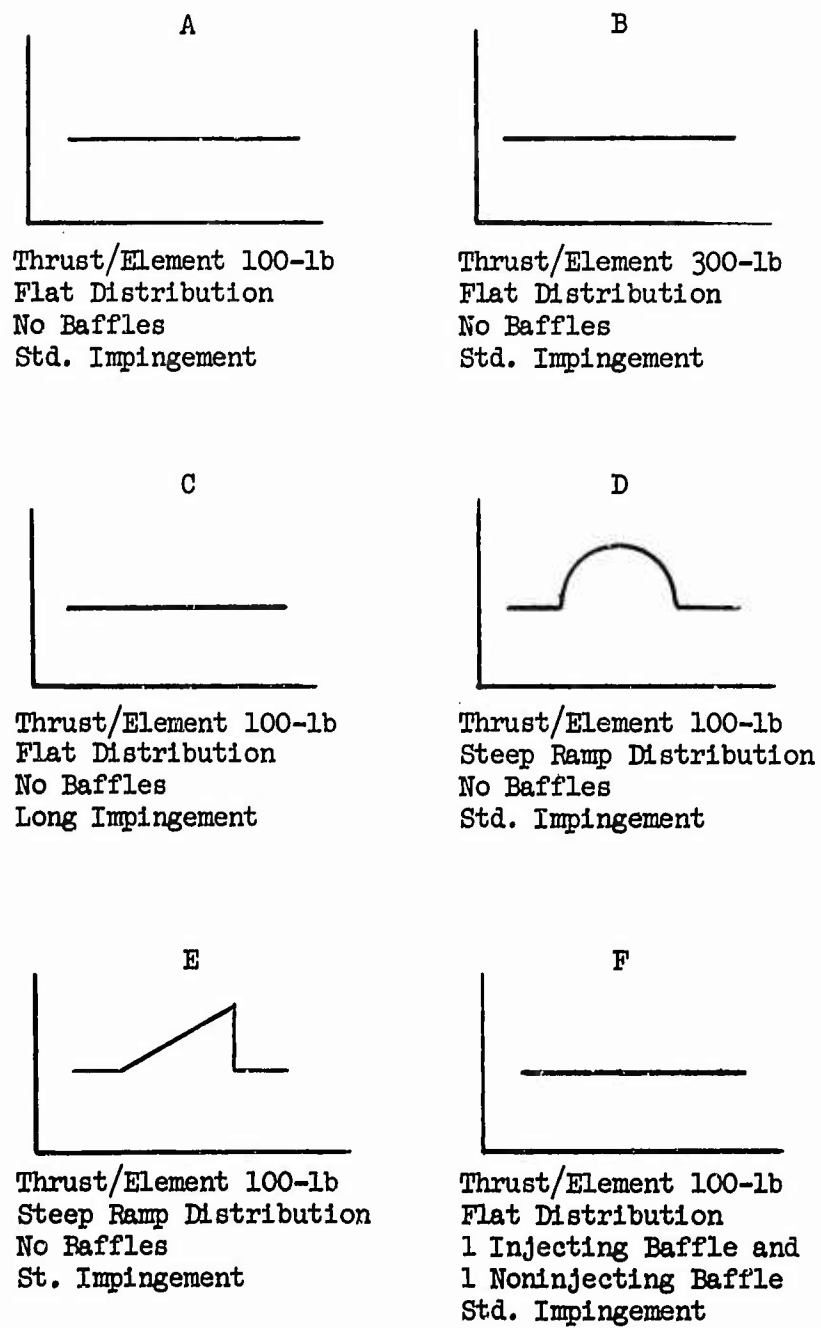 A
Thrust/Element 100-lb
Flat Distribution
No Baffles
Std. Impingement
B
Thrust/Element 300-lb
Flat Distribution
No Baffles
Std. Impingement
C
Thrust/Element 100-lb
Flat Distribution
No Baffles
Long Impingement
D
Thrust/Element 100-lb
Steep Ramp Distribution
No Baffles
Std. Impingement
E
Thrust/Element 100-lb
Steep Ramp Distribution
No Baffles
St. Impingement
F
Thrust/Element 100-lb
Flat Distribution
1 Injecting Baffle and
1 Noninjecting Baffle
Std. Impingement